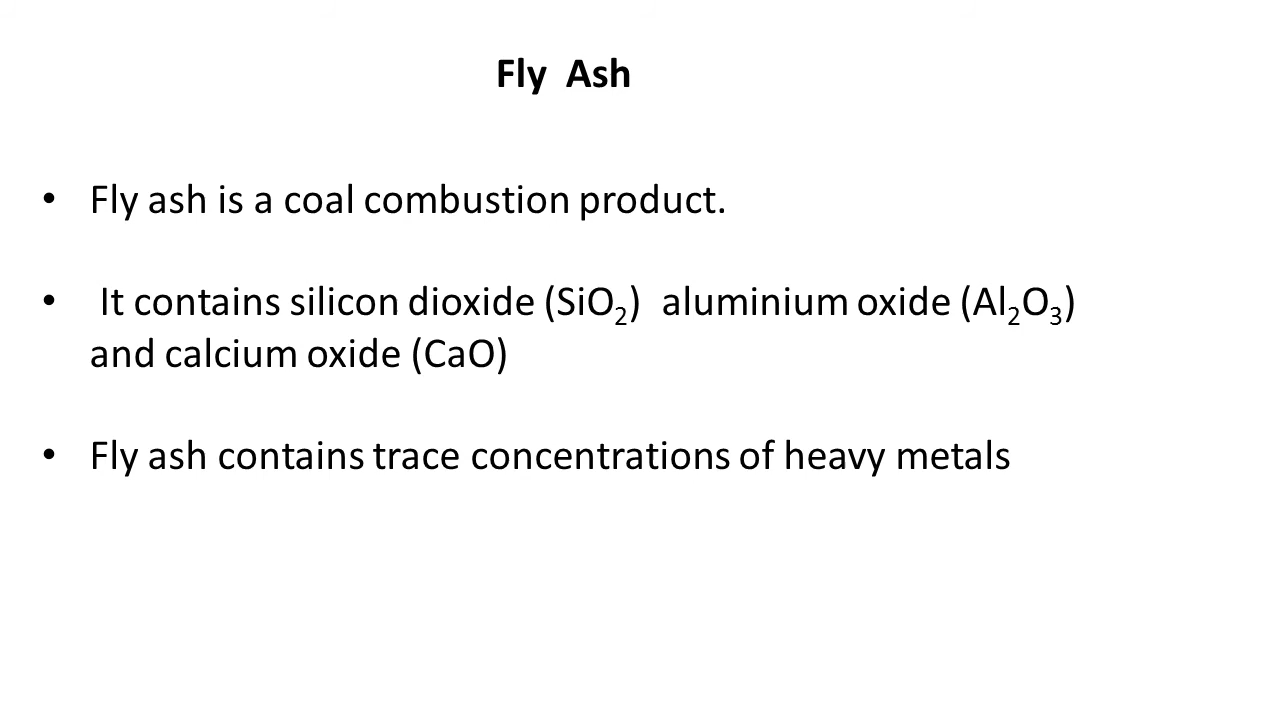 Fly  Ash
• Fly ash is a coal combustion product.
•  It contains silicon dioxide (SiO₂)  aluminium oxide (Al₂O₃)
and calcium oxide (CaO)
• Fly ash contains trace concentrations of heavy metals